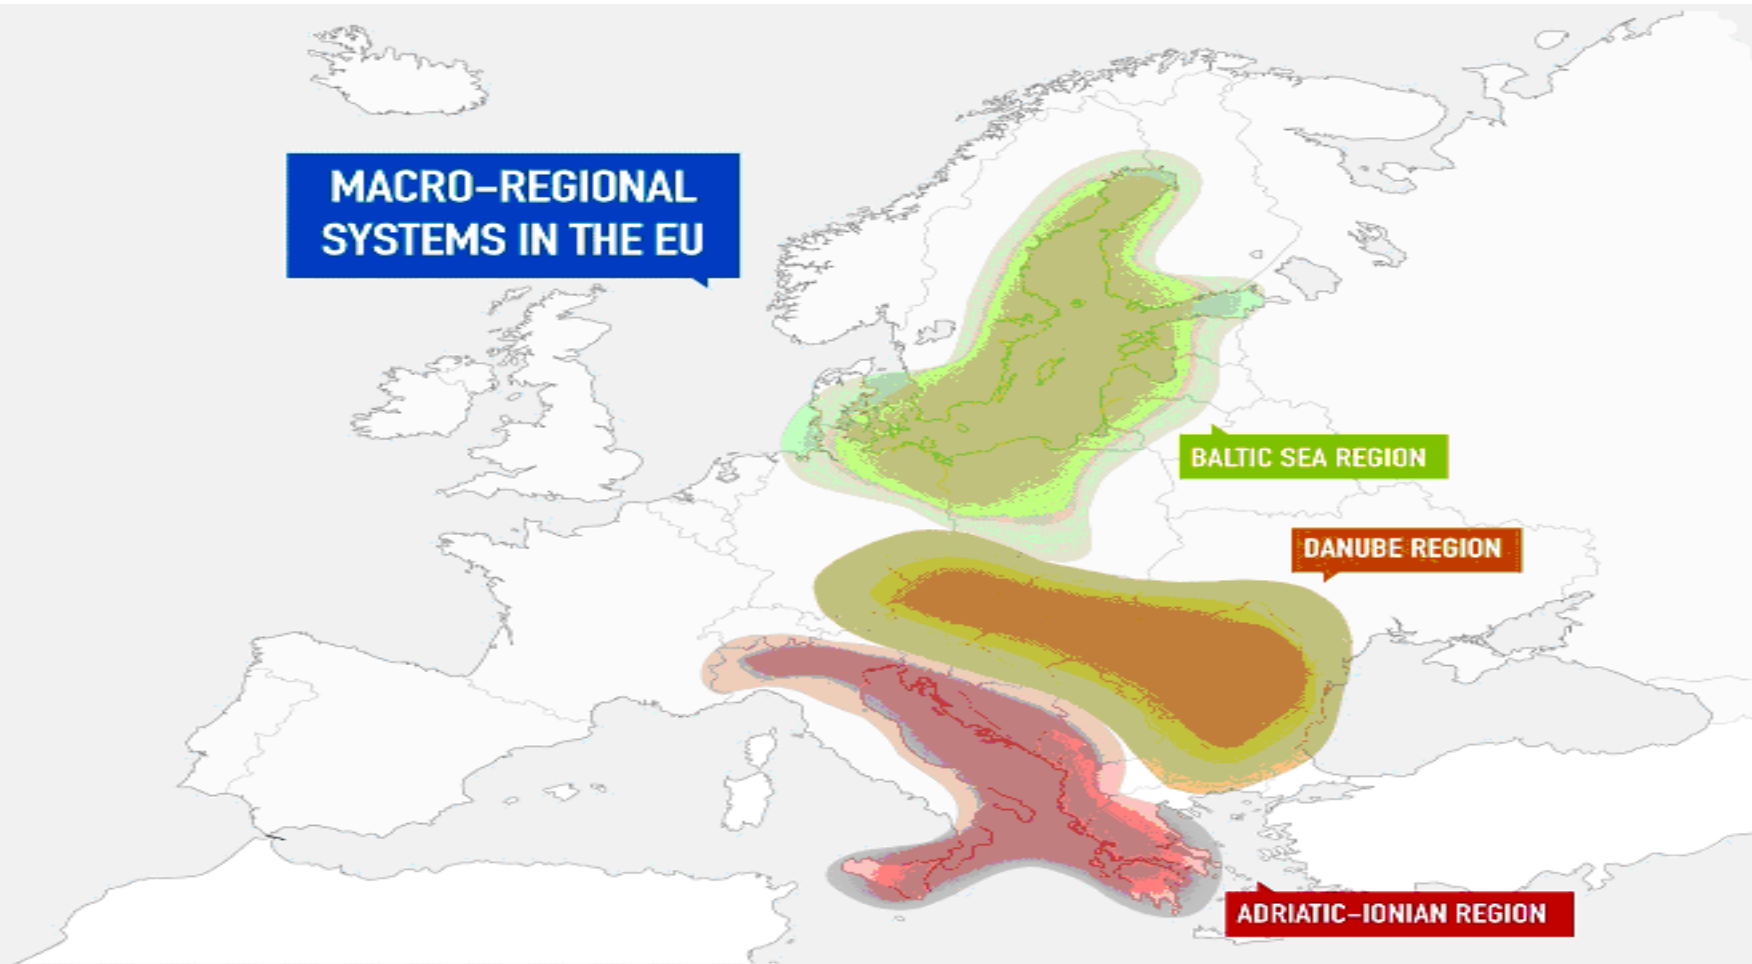 MACRO–REGIONAL
SYSTEMS IN THE EU
BALTIC SEA REGION
DANUBE REGION
ADRIATIC–IONIAN REGION